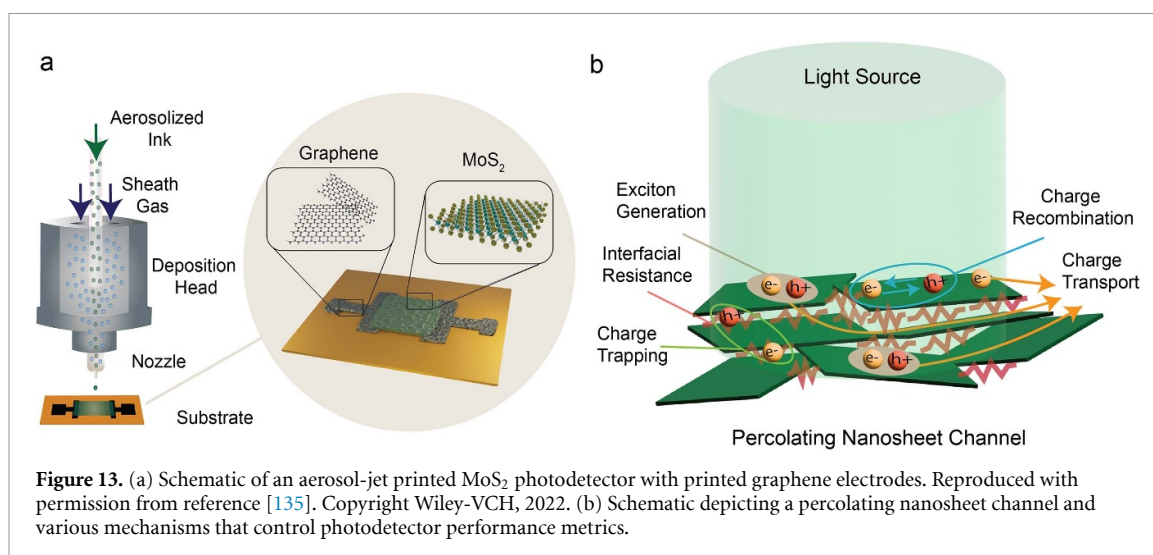 a
Aerosolized
Ink
Sheath
Gas
Deposition
Head
Nozzle
Substrate
Graphene
MoS₂
b
Light Source
Exciton
Generation
Interfacial
Resistance
Charge
Trapping
Charge
Recombination
Charge
Transport
e-
h+
e-
h+
e-
h+
e-
e-
h+
Percolating Nanosheet Channel
Figure 13. (a) Schematic of an aerosol-jet printed MoS₂ photodetector with printed graphene electrodes. Reproduced with
permission from reference [135]. Copyright Wiley-VCH, 2022. (b) Schematic depicting a percolating nanosheet channel and
various mechanisms that control photodetector performance metrics.